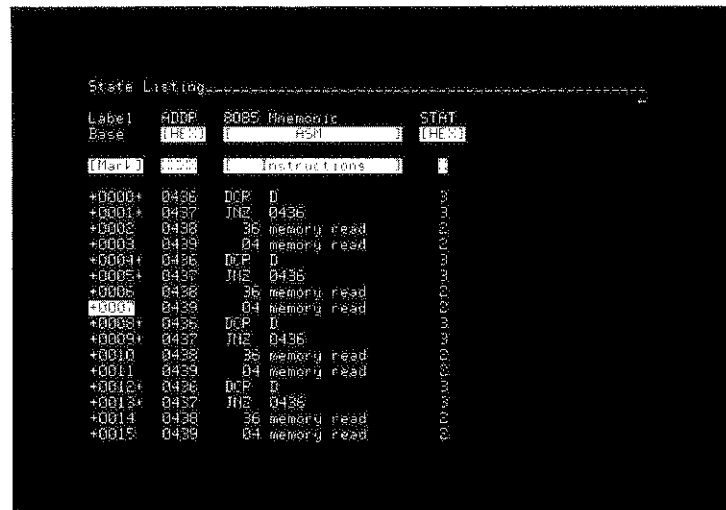 State Listing
Label ADDR 8085 Mnemonic STAT
Base [HEX] [ ASM ] [HEX]
[Mark] [ Instructions ]
+0000+ 0436 DCR D 3
+0001+ 0437 JNZ 0436 3
+0002 0438 36 memory read 2
+0003 0439 04 memory read 2
+0004+ 0436 DCR D 3
+0005+ 0437 JNZ 0436 3
+0006 0438 36 memory read 2
+0007 0439 04 memory read 2
+0008+ 0436 DCR D 3
+0009+ 0437 JNZ 0436 3
+0010 0438 36 memory read 2
+0011 0439 04 memory read 2
+0012+ 0436 DCR D 3
+0013+ 0437 JNZ 0436 3
+0014 0438 36 memory read 2
+0015 0439 04 memory read 2